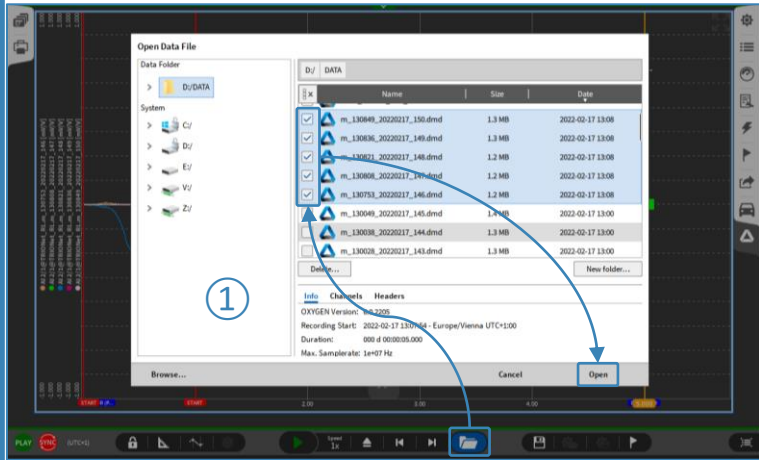 Open Data File
Data Folder
D:/DATA
System
C:/
D:/
E:/
V:/
Z:/
D:/ DATA
Name Size Date
m_130849_20220217_150.dmd 1.3 MB 2022-02-17 13:08
m_130836_20220217_149.dmd 1.3 MB 2022-02-17 13:08
m_130821_20220217_148.dmd 1.2 MB 2022-02-17 13:08
m_130808_20220217_147.dmd 1.2 MB 2022-02-17 13:08
m_130753_20220217_146.dmd 1.2 MB 2022-02-17 13:08
m_130049_20220217_145.dmd 1.4 MB 2022-02-17 13:00
m_130038_20220217_144.dmd 1.3 MB 2022-02-17 13:00
m_130028_20220217_143.dmd 1.3 MB 2022-02-17 13:00
Delete... New folder...
Info Channels Headers
OXYGEN Version:
Recording Start: 2022-02-17 13:07:54 - Europe/Vienna UTC+1:00
Duration: 000 d 00:00:05.000
Max. Samplerate: 1e+07 Hz
Browse... Cancel Open
1
START START 2.00 3.00 4.00
PLAY SYNC (UTC+1) Speed
1x